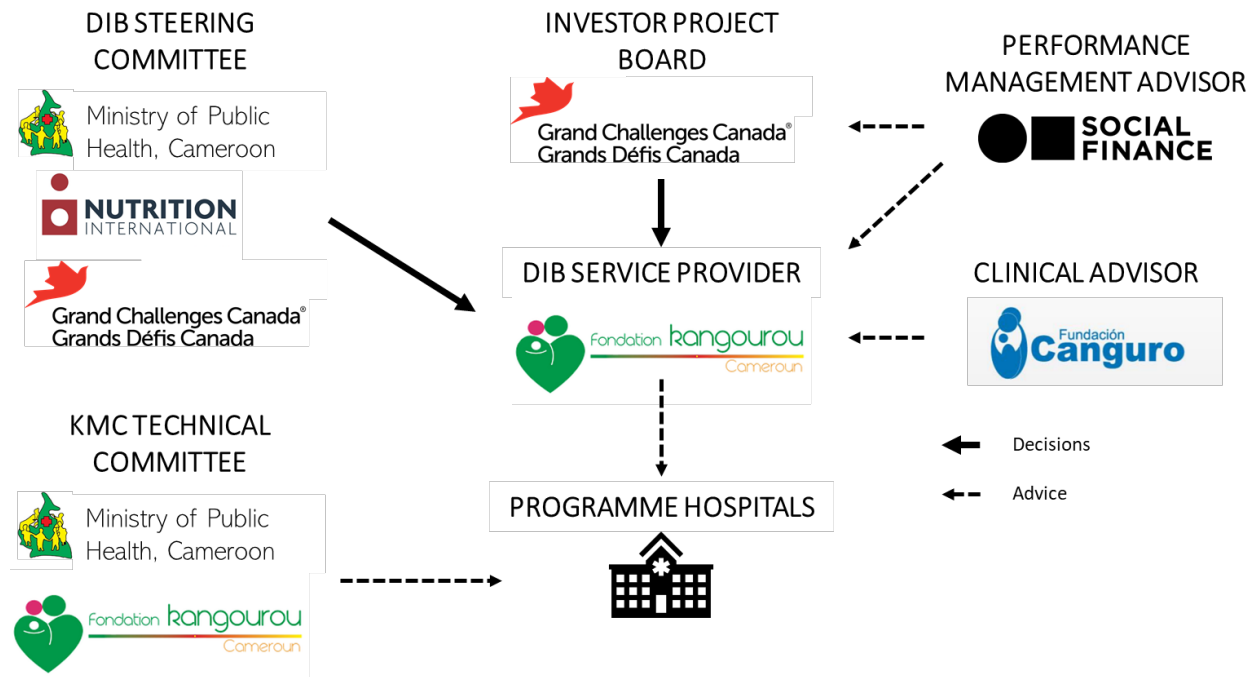 DIB STEERING
COMMITTEE
Ministry of Public
Health, Cameroon
NUTRITION
INTERNATIONAL
Grand Challenges Canada®
Grands Défis Canada
KMC TECHNICAL
COMMITTEE
Ministry of Public
Health, Cameroon
Fondation kangourou
Cameroun
INVESTOR PROJECT
BOARD
Grand Challenges Canada®
Grands Défis Canada
DIB SERVICE PROVIDER
Fondation kangourou
Cameroun
PROGRAMME HOSPITALS
PERFORMANCE
MANAGEMENT ADVISOR
SOCIAL
FINANCE
CLINICAL ADVISOR
Fundación
Canguro
Decisions
Advice